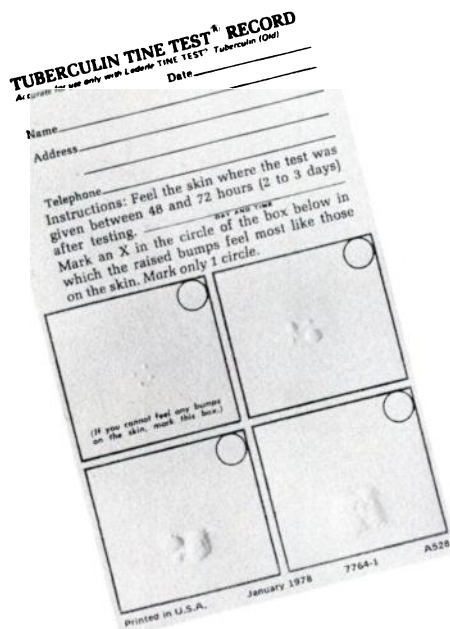 TUBERCULIN TINE TEST® RECORD
Accurate for use only with Lederle TINE TEST® Tuberculin (Old)
Date
Name
Address
Telephone
Instructions: Feel the skin where the test was
given between 48 and 72 hours (2 to 3 days)
after testing.
DAY AND TIME
Mark an X in the circle of the box below in
which the raised bumps feel most like those
on the skin. Mark only 1 circle.
(If you cannot feel any bumps
on the skin, mark this box.)
Printed in U.S.A. January 1978 7764-1 A528